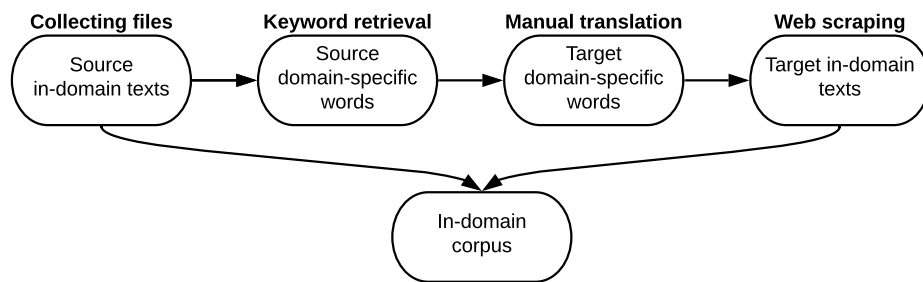 Collecting files
Keyword retrieval
Manual translation
Web scraping
Source
in-domain texts
Source
domain-specific
words
Target
domain-specific
words
Target in-domain
texts
In-domain
corpus